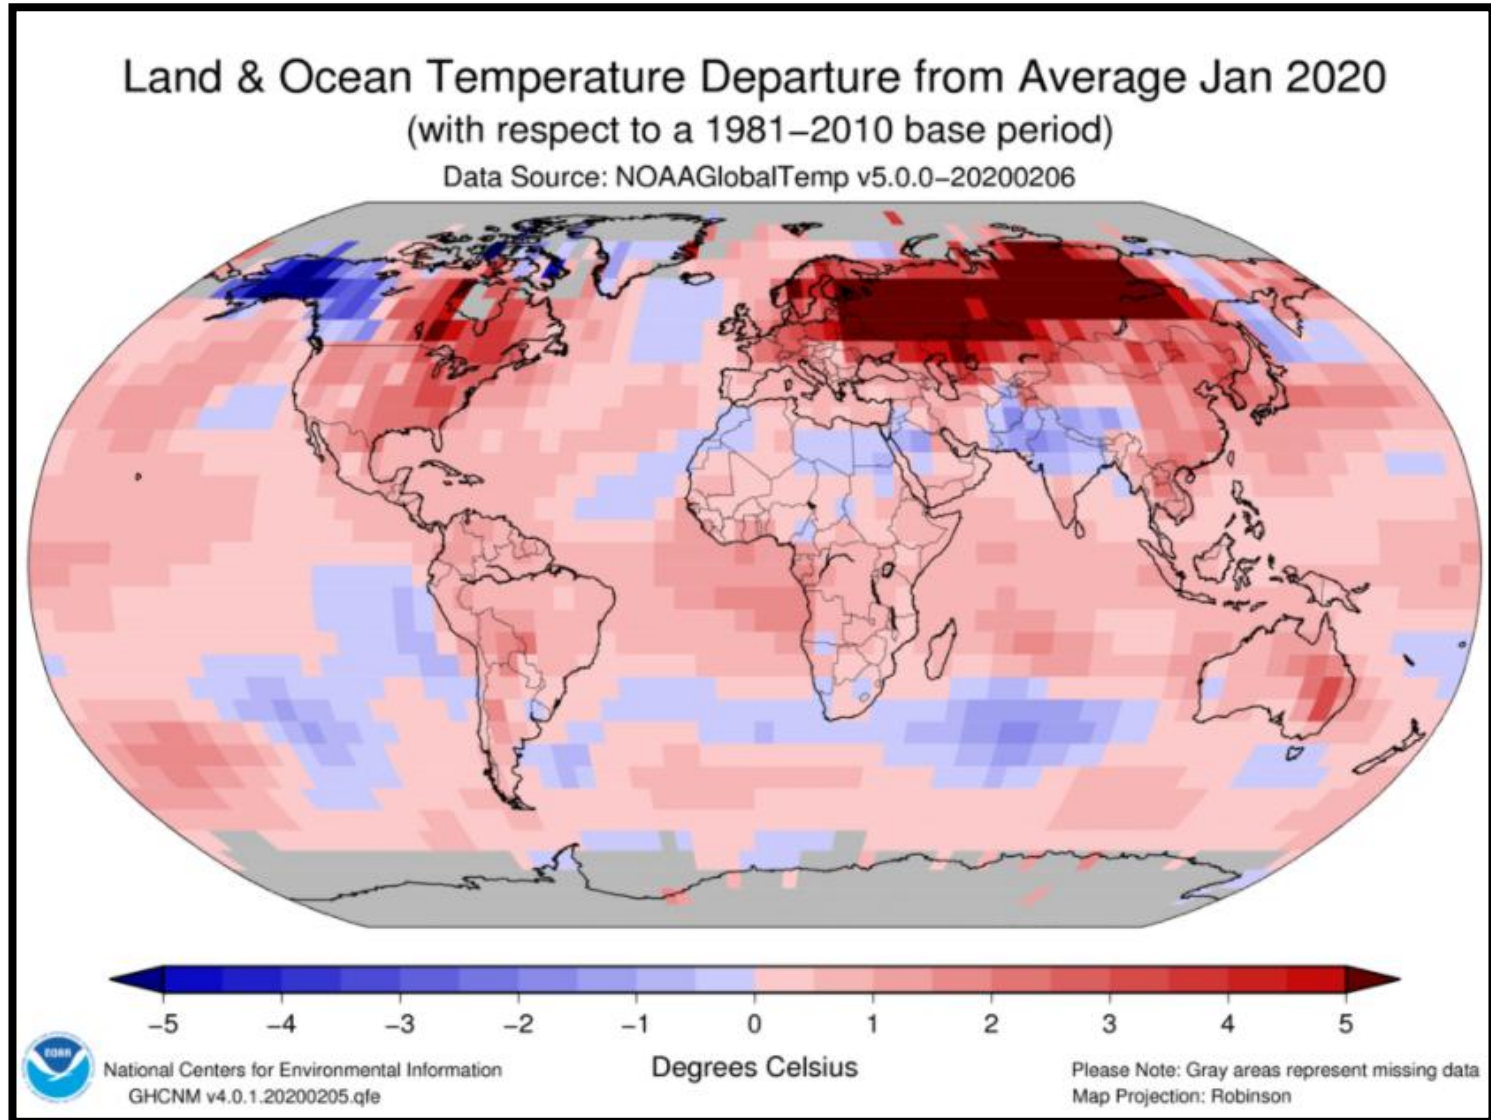 Land & Ocean Temperature Departure from Average Jan 2020
(with respect to a 1981–2010 base period)
Data Source: NOAAGlobalTemp v5.0.0–20200206
−5 −4 −3 −2 −1 0 1 2 3 4 5
Degrees Celsius
NOAA
National Centers for Environmental Information
GHCNM v4.0.1.20200205.qfe
Please Note: Gray areas represent missing data
Map Projection: Robinson